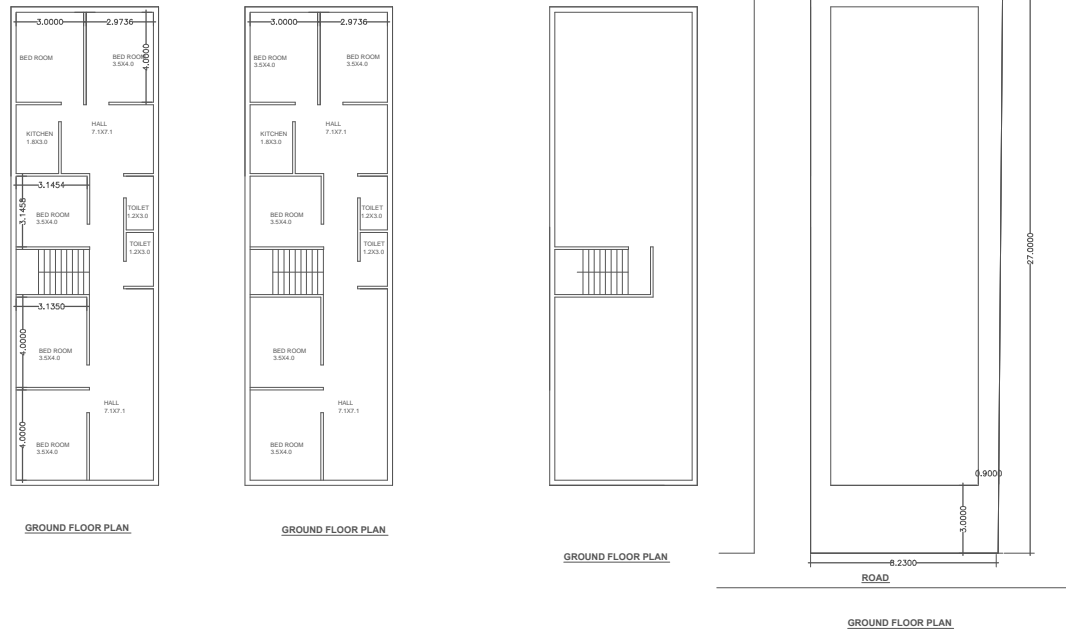 3.0000
2.9736
BED ROOM
BED ROOM
3.5X4.0
4.0000
HALL
7.1X7.1
KITCHEN
1.8X3.0
3.1454
3.1458
BED ROOM
3.5X4.0
TOILET
1.2X3.0
TOILET
1.2X3.0
3.1350
4.0000
BED ROOM
3.5X4.0
HALL
7.1X7.1
4.0000
BED ROOM
3.5X4.0
GROUND FLOOR PLAN
3.0000
2.9736
BED ROOM
3.5X4.0
BED ROOM
3.5X4.0
HALL
7.1X7.1
KITCHEN
1.8X3.0
BED ROOM
3.5X4.0
TOILET
1.2X3.0
TOILET
1.2X3.0
BED ROOM
3.5X4.0
HALL
7.1X7.1
BED ROOM
3.5X4.0
GROUND FLOOR PLAN
GROUND FLOOR PLAN
27.0000
0.9000
3.0000
8.2300
ROAD
GROUND FLOOR PLAN